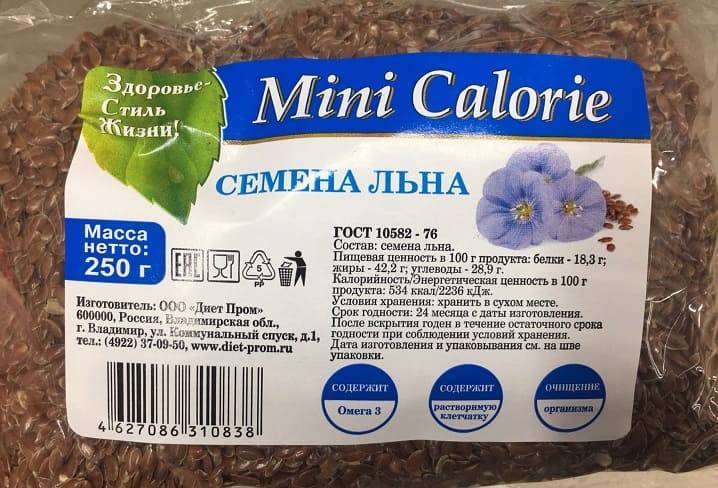 Здоровье-
Стиль
Жизни!
Mini Calorie
СЕМЕНА ЛЬНА
Масса
нетто:
250 г
EAC
5
PP
ГОСТ 10582 - 76
Состав: семена льна.
Пищевая ценность в 100 г продукта: белки - 18,3 г;
жиры - 42,2 г; углеводы - 28,9 г.
Калорийность/Энергетическая ценность в 100 г
продукта: 534 ккал/2236 кДж.
Условия хранения: хранить в сухом месте.
Срок годности: 24 месяца с даты изготовления.
После вскрытия годен в течение остаточного срока
годности при соблюдении условий хранения.
Дата изготовления и упаковывания см. на шве
упаковки.
Изготовитель: ООО «Диет Пром»
600000, Россия, Владимирская обл.,
г. Владимир, ул. Коммунальный спуск, д.1,
тел.: (4922) 37-09-50, www.diet-prom.ru
4 627086 310838
СОДЕРЖИТ
Омега 3
СОДЕРЖИТ
растворимую
клетчатку
ОЧИЩЕНИЕ
организма